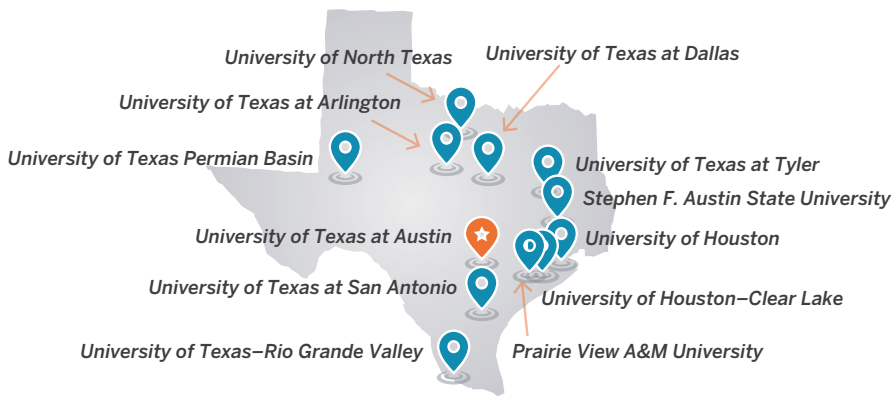 University of North Texas
University of Texas at Dallas
University of Texas at Arlington
University of Texas Permian Basin
University of Texas at Tyler
Stephen F. Austin State University
University of Texas at Austin
University of Houston
University of Texas at San Antonio
University of Houston–Clear Lake
University of Texas–Rio Grande Valley
Prairie View A&M University